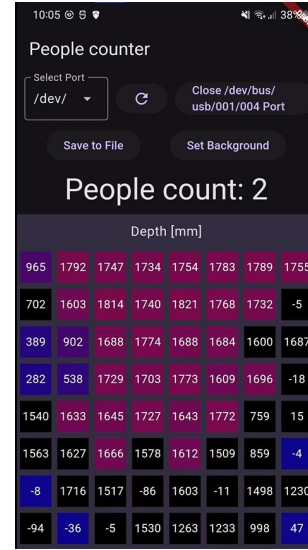 10:05 38%
People counter
Select Port
/dev/
Close /dev/bus/
usb/001/004 Port
Save to File Set Background
People count: 2
Depth [mm]
965 1792 1747 1734 1754 1783 1789 1755
702 1603 1814 1740 1821 1768 1732 -5
389 902 1688 1774 1688 1684 1600 1687
282 538 1729 1703 1773 1609 1696 -18
1540 1633 1645 1727 1643 1772 759 15
1563 1627 1666 1578 1612 1509 859 -4
-8 1716 1517 -86 1603 -11 1498 1230
-94 -36 -5 1530 1263 1233 998 47